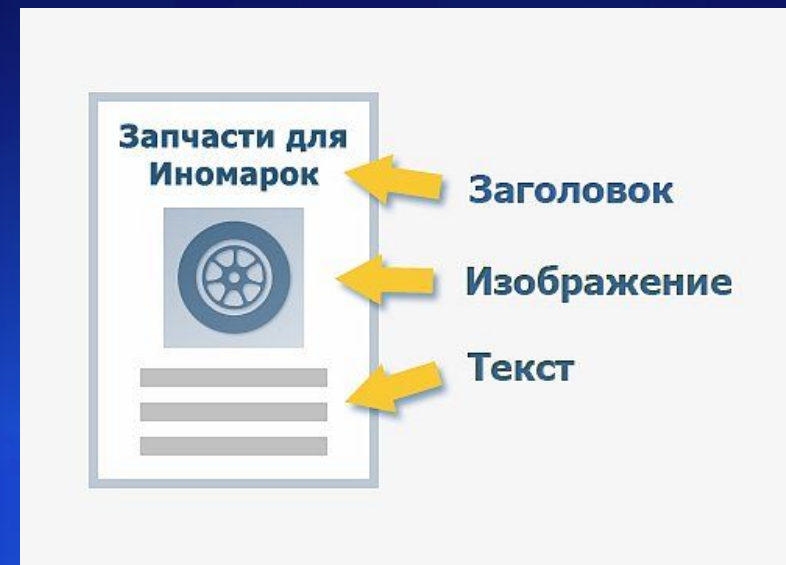 Запчасти для
Иномарок
Заголовок
Изображение
Текст